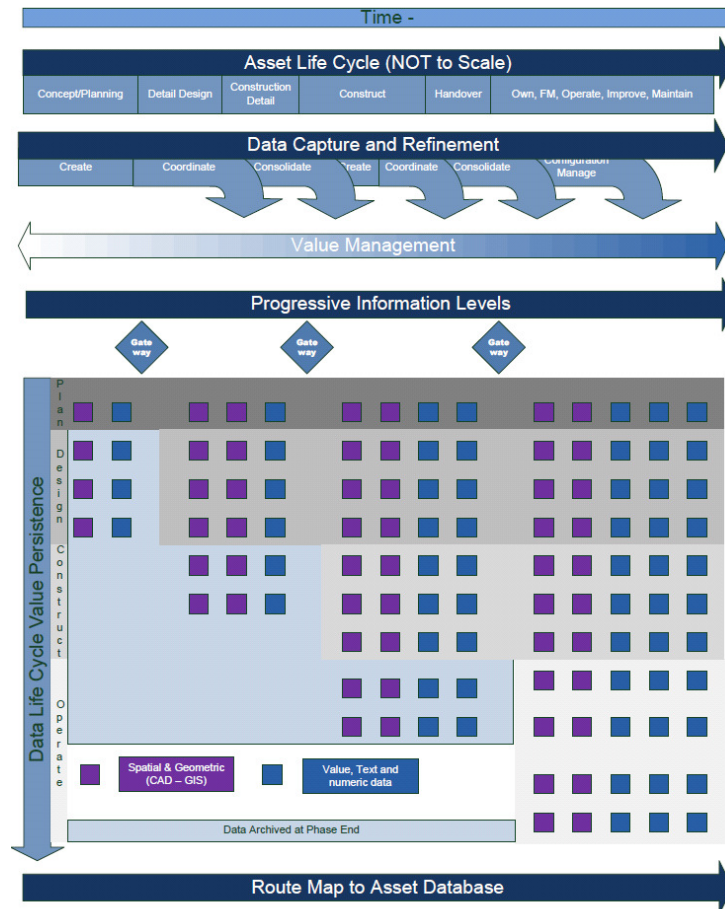 Time -
Asset Life Cycle (NOT to Scale)
Concept/Planning
Detail Design
Construction
Detail
Construct
Handover
Own, FM, Operate, Improve, Maintain
Data Capture and Refinement
Create
Coordinate
Consolidate
Create
Coordinate
Consolidate
Configuration
Manage
Value Management
Progressive Information Levels
Gate
way
Gate
way
Gate
way
Data Life Cycle Value Persistence
Plan
Design
Construct
Operate
Spatial & Geometric
(CAD – GIS)
Value, Text and
numeric data
Data Archived at Phase End
Route Map to Asset Database